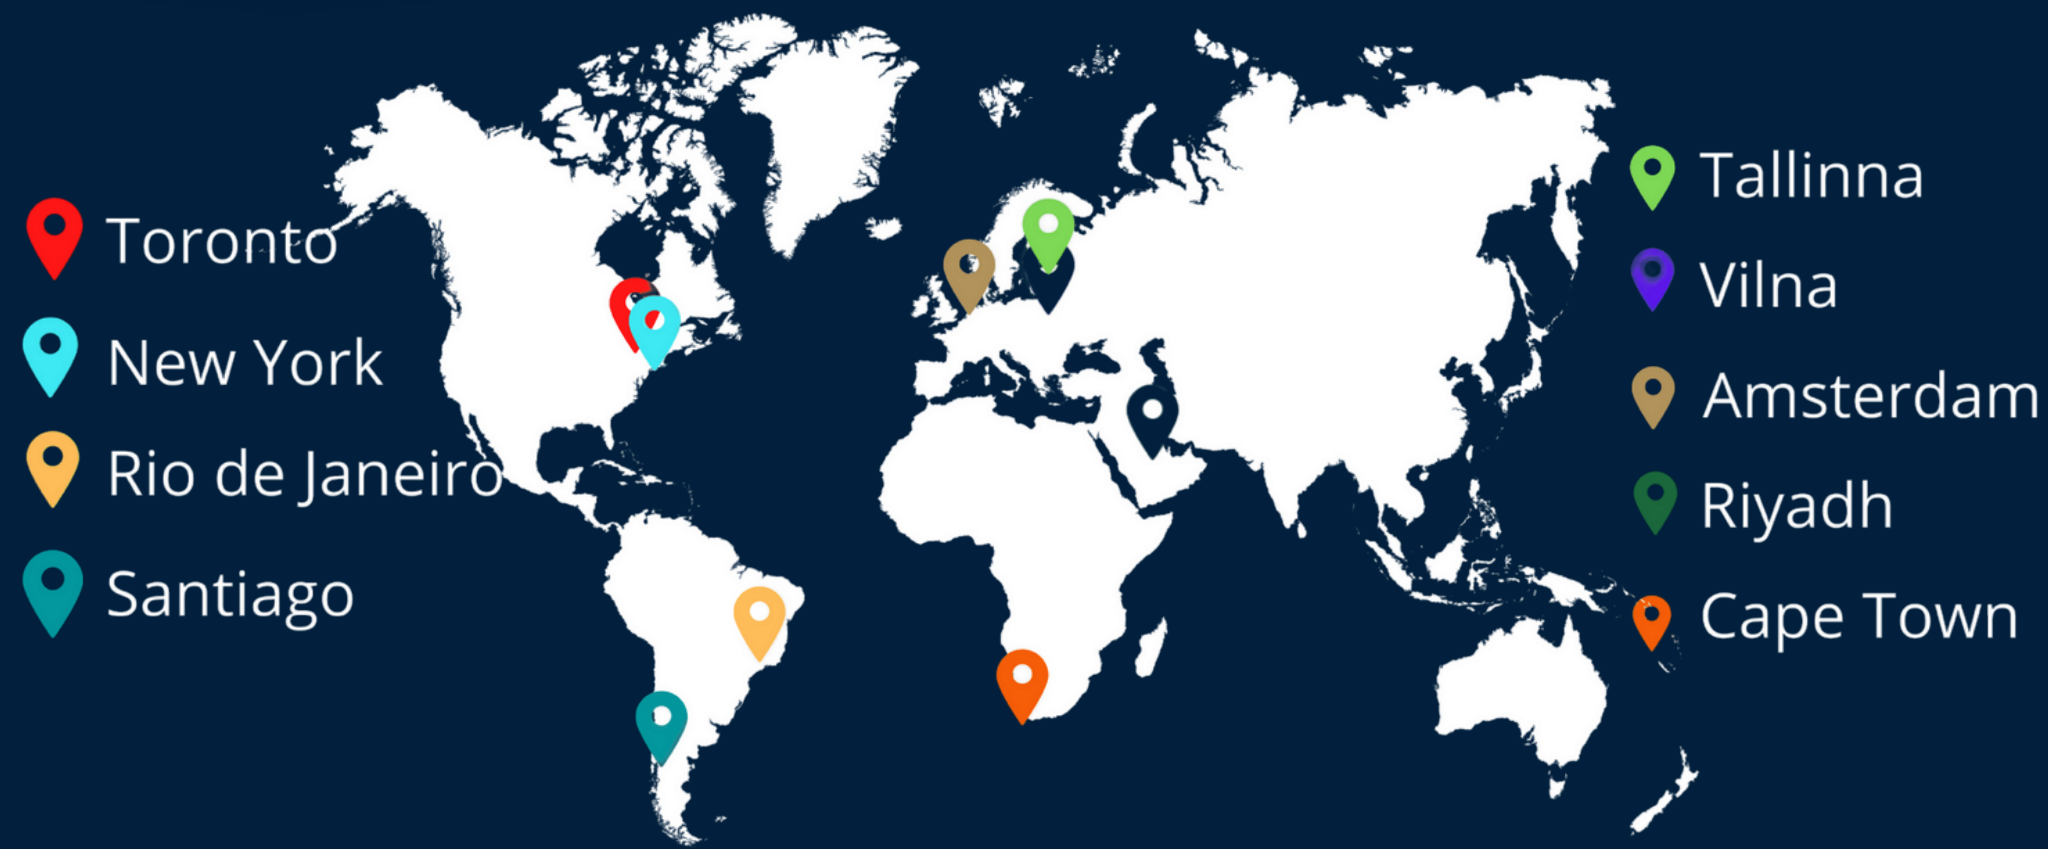 Toronto
New York
Rio de Janeiro
Santiago
Tallinna
Vilna
Amsterdam
Riyadh
Cape Town